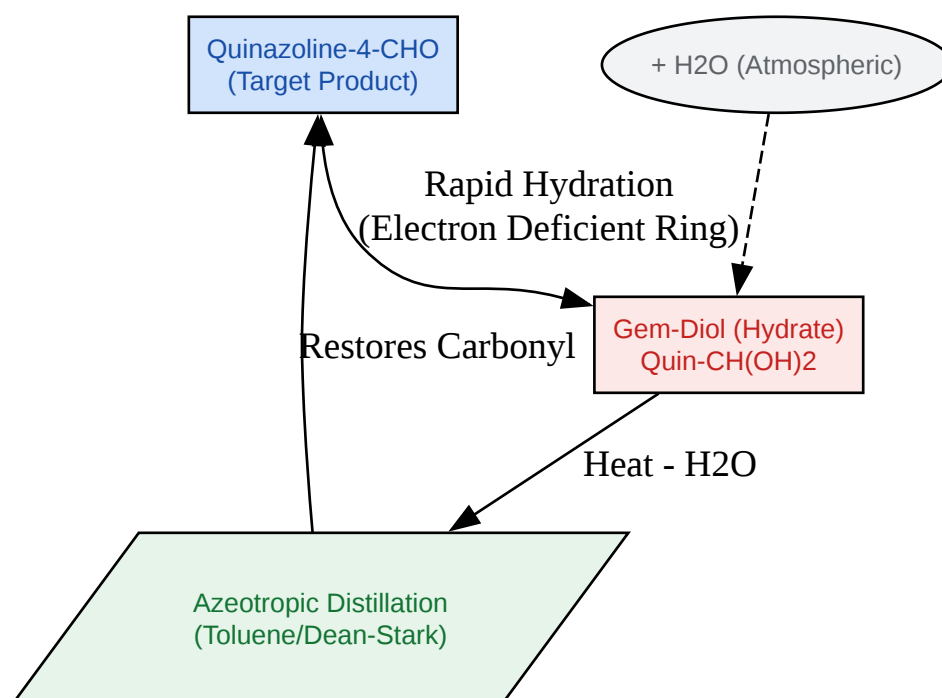 Quinazoline-4-CHO
(Target Product)
+ H2O (Atmospheric)
Rapid Hydration
(Electron Deficient Ring)
Restores Carbonyl
Gem-Diol (Hydrate)
Quin-CH(OH)2
Heat - H2O
Azeotropic Distillation
(Toluene/Dean-Stark)